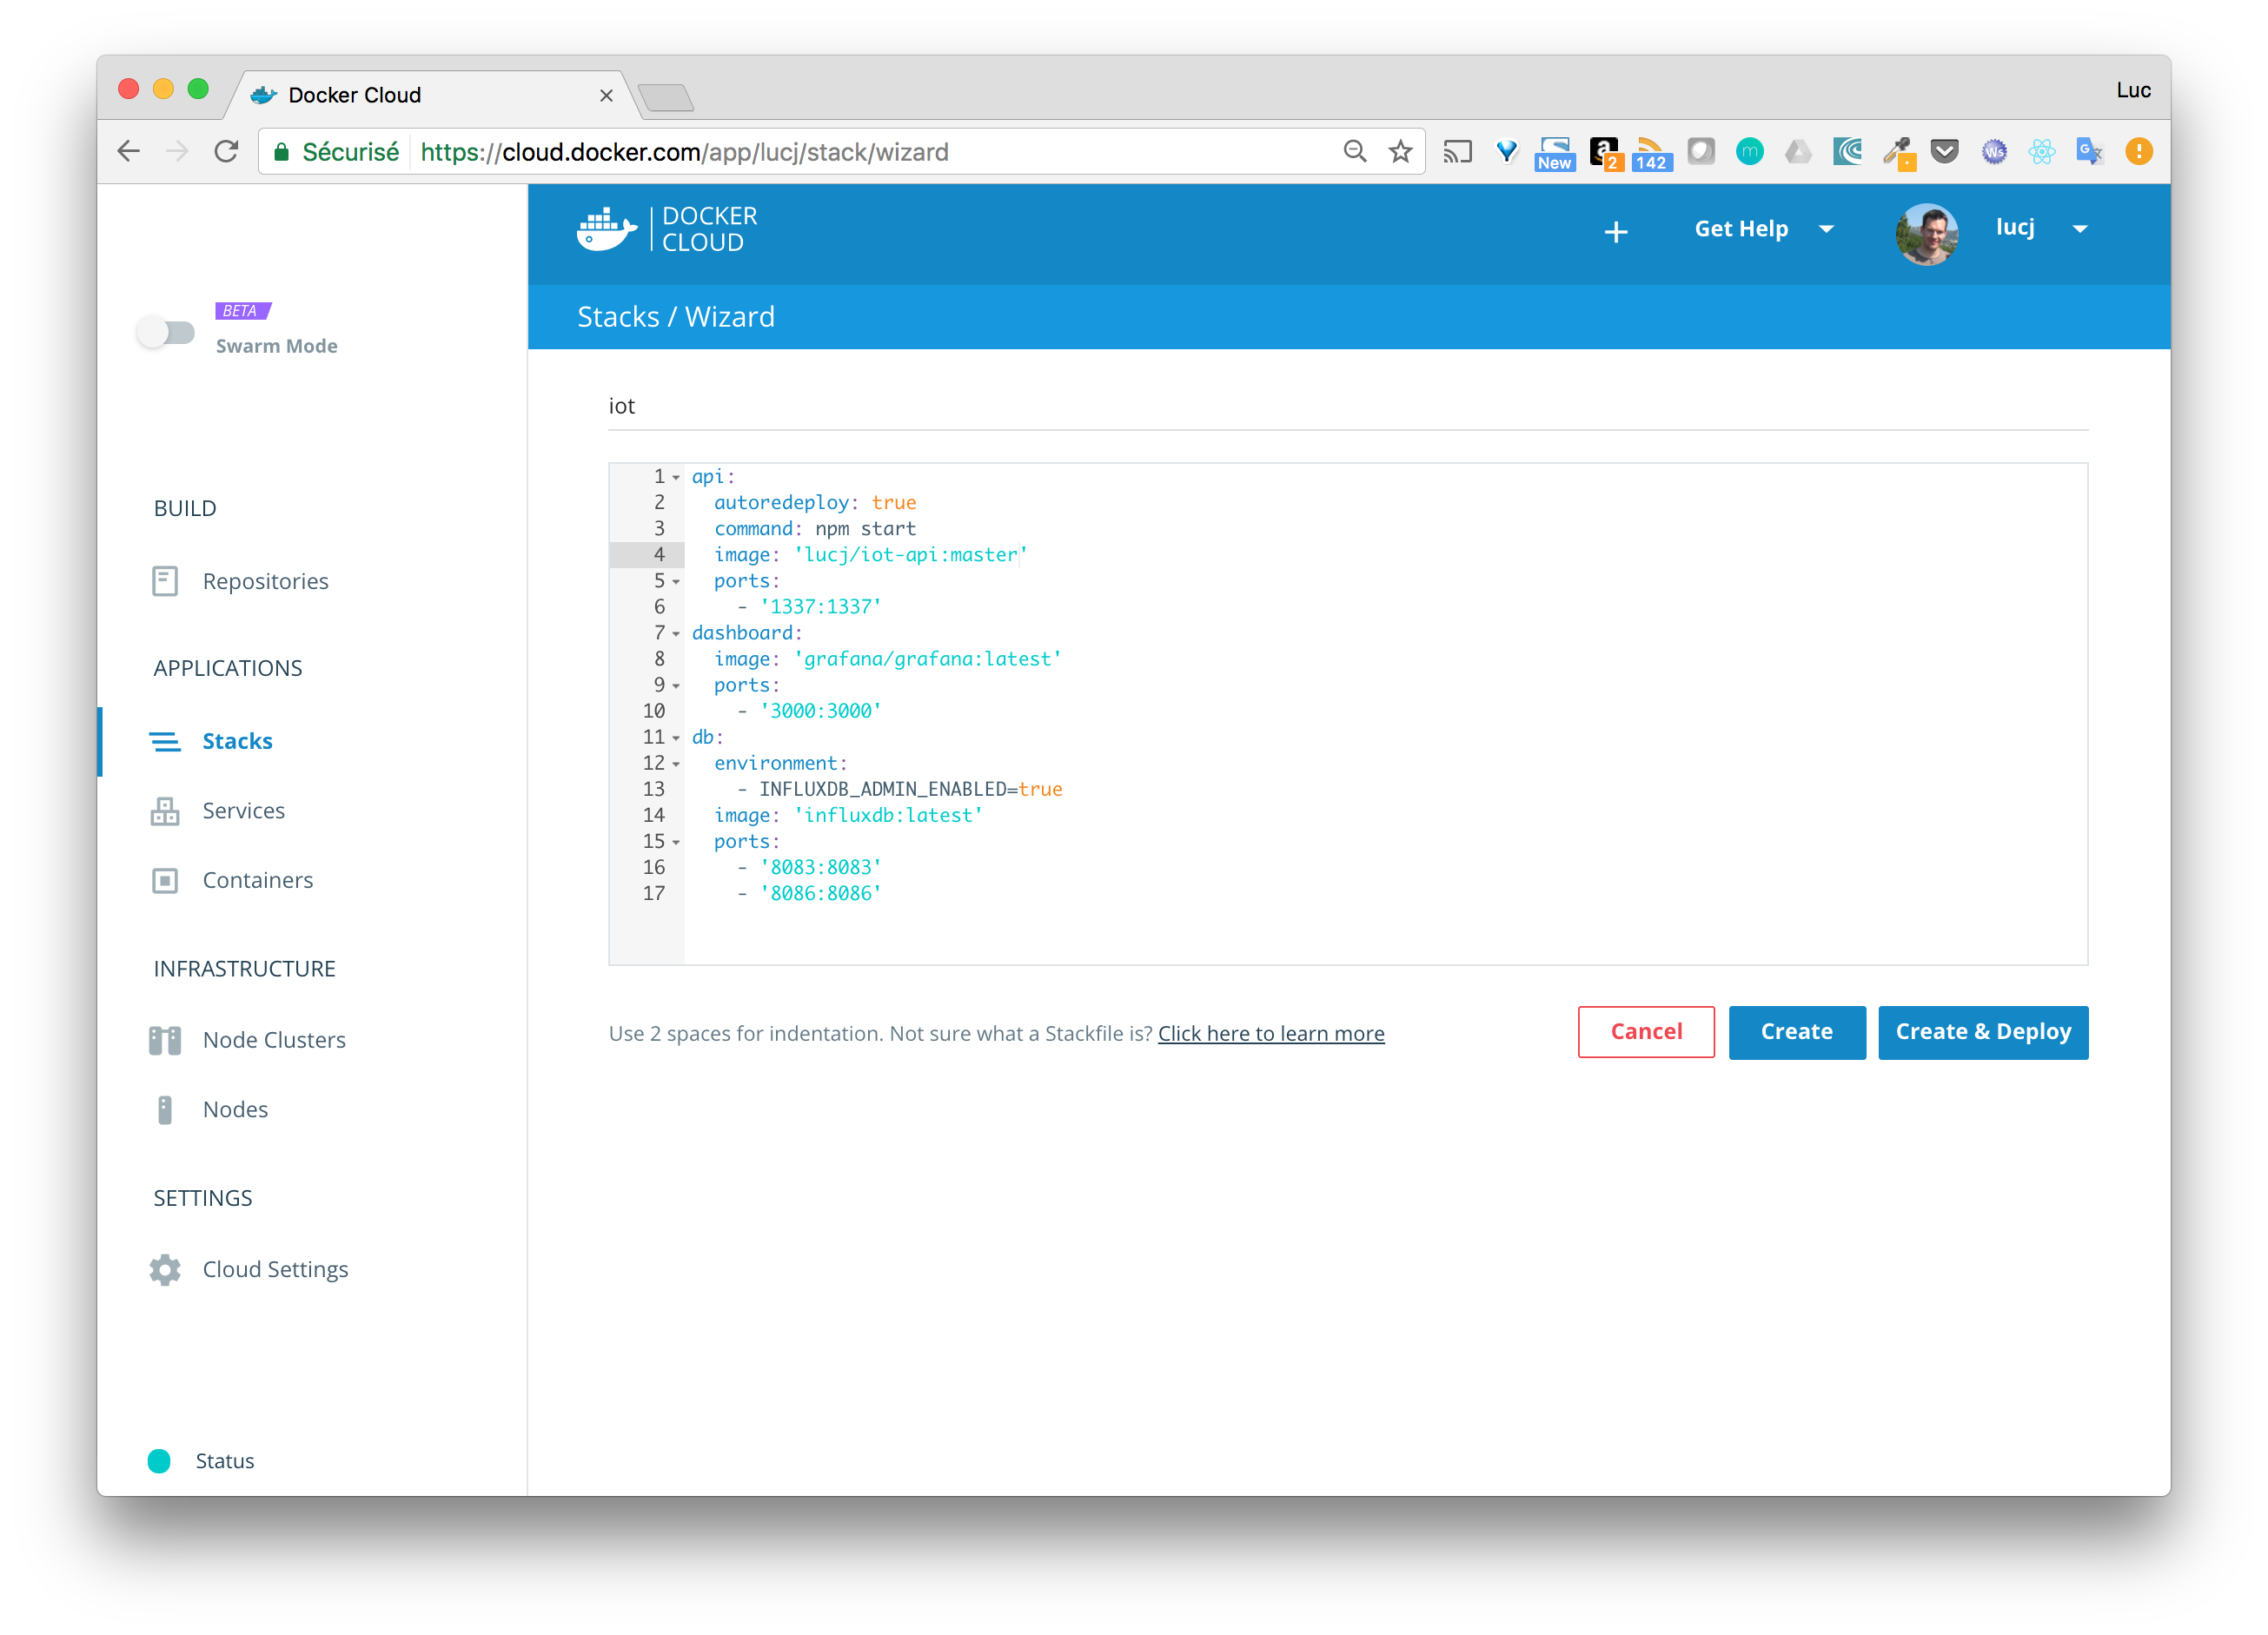 Docker Cloud
Luc
Sécurisé https://cloud.docker.com/app/lucj/stack/wizard
New
a 2
142
m
Ws
G
DOCKER
CLOUD
+ Get Help lucj
BETA
Swarm Mode
Stacks / Wizard
BUILD
Repositories
APPLICATIONS
Stacks
Services
Containers
INFRASTRUCTURE
Node Clusters
Nodes
SETTINGS
Cloud Settings
Status
iot
1 api:
2 autoredeploy: true
3 command: npm start
4 image: 'lucj/iot-api:master'
5 ports:
6 - '1337:1337'
7 dashboard:
8 image: 'grafana/grafana:latest'
9 ports:
10 - '3000:3000'
11 db:
12 environment:
13 - INFLUXDB_ADMIN_ENABLED=true
14 image: 'influxdb:latest'
15 ports:
16 - '8083:8083'
17 - '8086:8086'
Use 2 spaces for indentation. Not sure what a Stackfile is? Click here to learn more
Cancel
Create
Create & Deploy